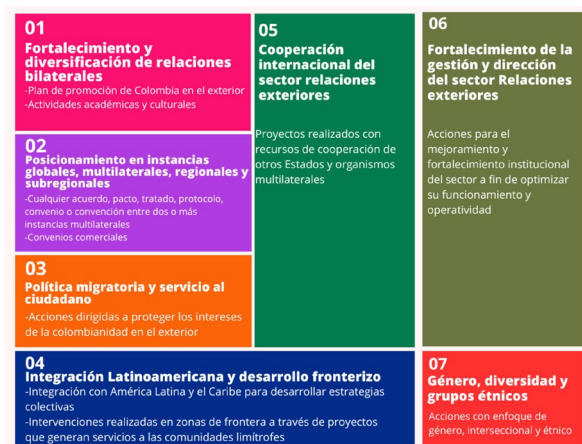 01
Fortalecimiento y
diversificación de relaciones
bilaterales
-Plan de promoción de Colombia en el exterior
-Actividades académicas y culturales
02
Posicionamiento en instancias
globales, multilaterales, regionales y
subregionales
-Cualquier acuerdo, pacto, tratado, protocolo,
convenio o convención entre dos o más
instancias multilaterales
-Convenios comerciales
03
Política migratoria y servicio al
ciudadano
-Acciones dirigidas a proteger los intereses
de la colombianidad en el exterior
04
Integración Latinoamericana y desarrollo fronterizo
-Integración con América Latina y el Caribe para desarrollar estrategias
colectivas
-Intervenciones realizadas en zonas de frontera a través de proyectos
que generan servicios a las comunidades limítrofes
05
Cooperación
internacional del
sector relaciones
exteriores
Proyectos realizados con
recursos de cooperación de
otros Estados y organismos
multilaterales
06
Fortalecimiento de la
gestión y dirección
del sector Relaciones
exteriores
Acciones para el
mejoramiento y
fortalecimiento institucional
del sector a fin de optimizar
su funcionamiento y
operatividad
07
Género, diversidad y
grupos étnicos
Acciones con enfoque de
género, interseccional y étnico